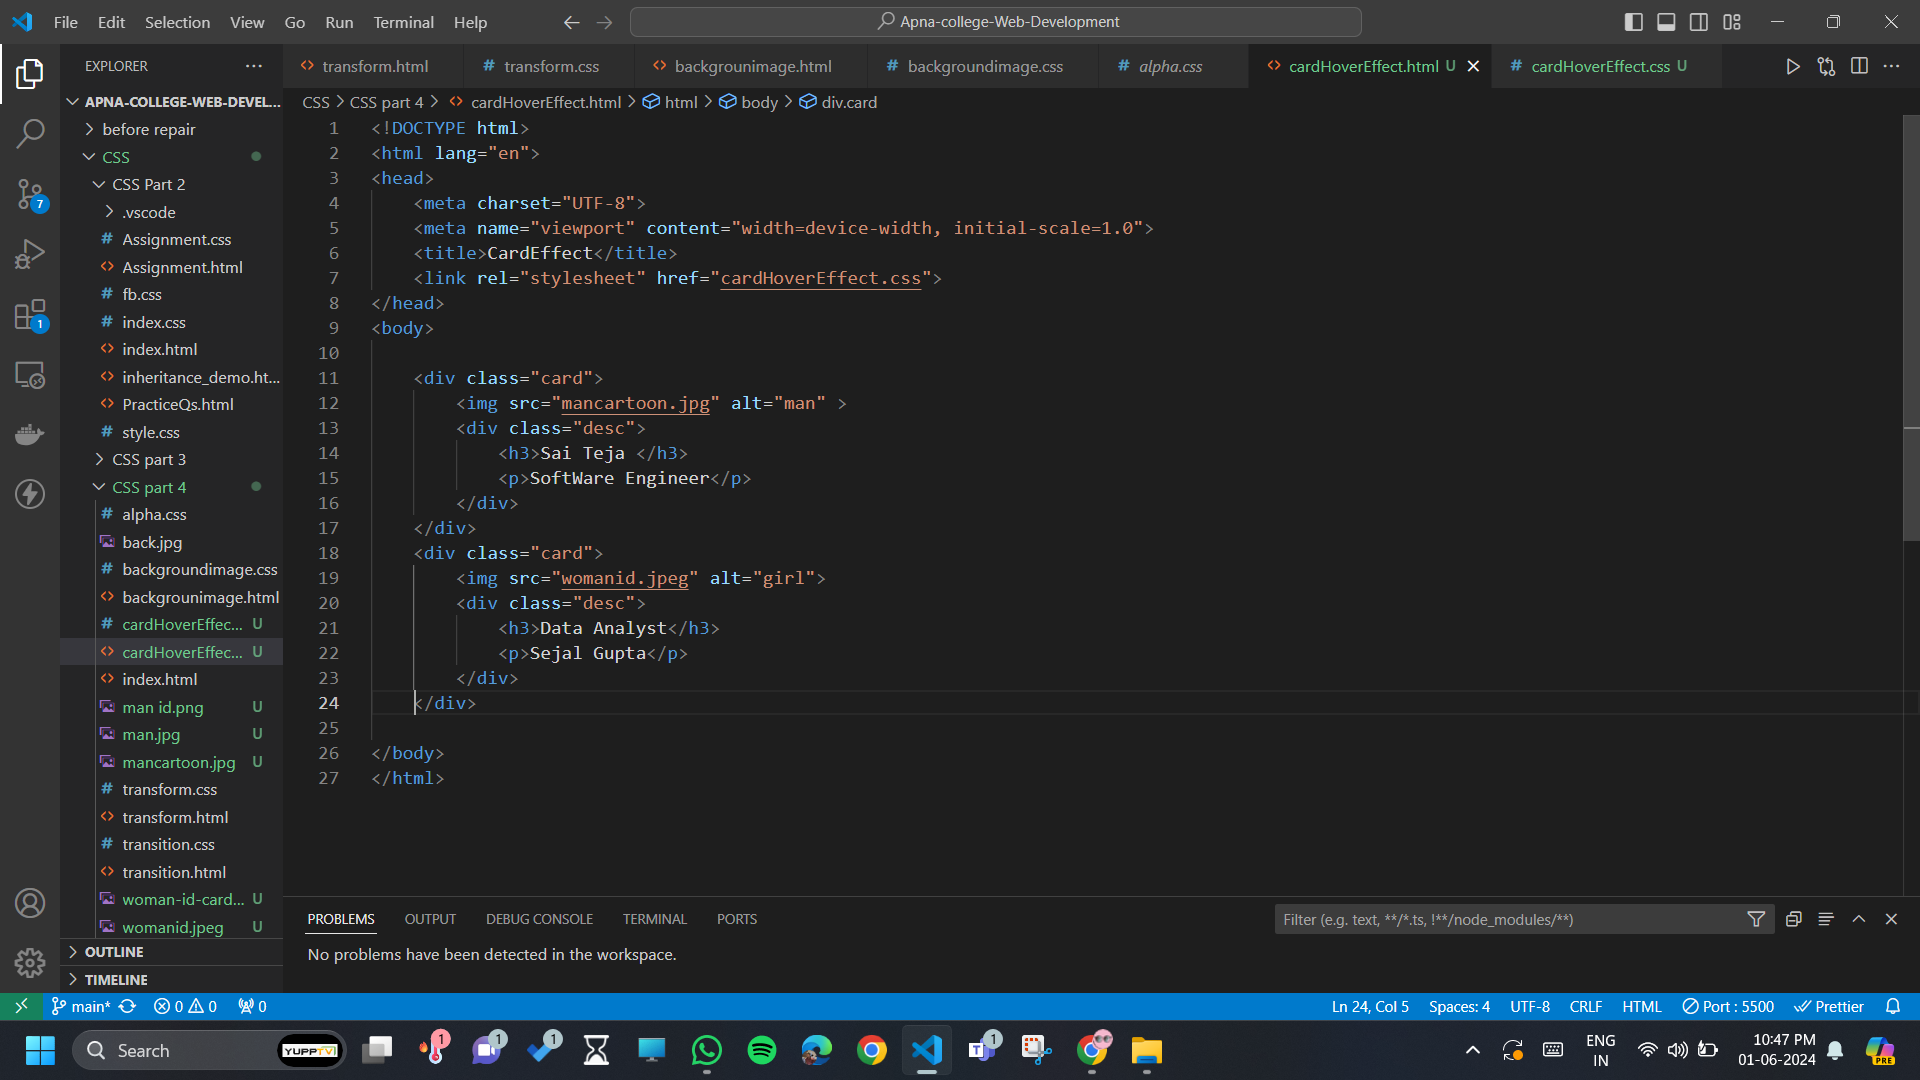 File Edit Selection View Go Run Terminal Help
Apna-college-Web-Development
EXPLORER
transform.html
transform.css
backgrounimage.html
backgroundimage.css
alpha.css
cardHoverEffect.html U
cardHoverEffect.css U
APNA-COLLEGE-WEB-DEVEL...
before repair
CSS
CSS Part 2
.vscode
Assignment.css
Assignment.html
fb.css
index.css
index.html
inheritance_demo.ht...
PracticeQs.html
style.css
CSS part 3
CSS part 4
alpha.css
back.jpg
backgroundimage.css
backgrounimage.html
cardHoverEffec... U
cardHoverEffec... U
index.html
man id.png U
man.jpg U
mancartoon.jpg U
transform.css
transform.html
transition.css
transition.html
woman-id-card... U
womanid.jpeg U
OUTLINE
TIMELINE
7
1
CSS > CSS part 4 > cardHoverEffect.html > html > body > div.card
1 <!DOCTYPE html>
2 <html lang="en">
3 <head>
4 <meta charset="UTF-8">
5 <meta name="viewport" content="width=device-width, initial-scale=1.0">
6 <title>CardEffect</title>
7 <link rel="stylesheet" href="cardHoverEffect.css">
8 </head>
9 <body>
10
11 <div class="card">
12 <img src="mancartoon.jpg" alt="man" >
13 <div class="desc">
14 <h3>Sai Teja </h3>
15 <p>SoftWare Engineer</p>
16 </div>
17 </div>
18 <div class="card">
19 <img src="womanid.jpeg" alt="girl">
20 <div class="desc">
21 <h3>Data Analyst</h3>
22 <p>Sejal Gupta</p>
23 </div>
24 </div>
25
26 </body>
27 </html>
PROBLEMS OUTPUT DEBUG CONSOLE TERMINAL PORTS
Filter (e.g. text, **/*.ts, !**/node_modules/**)
No problems have been detected in the workspace.
main* 0 0 0
Ln 24, Col 5 Spaces: 4 UTF-8 CRLF HTML Port : 5500 Prettier
Search
YUPPTV
1
1
1
1
ENG
IN
10:47 PM
01-06-2024
PRE